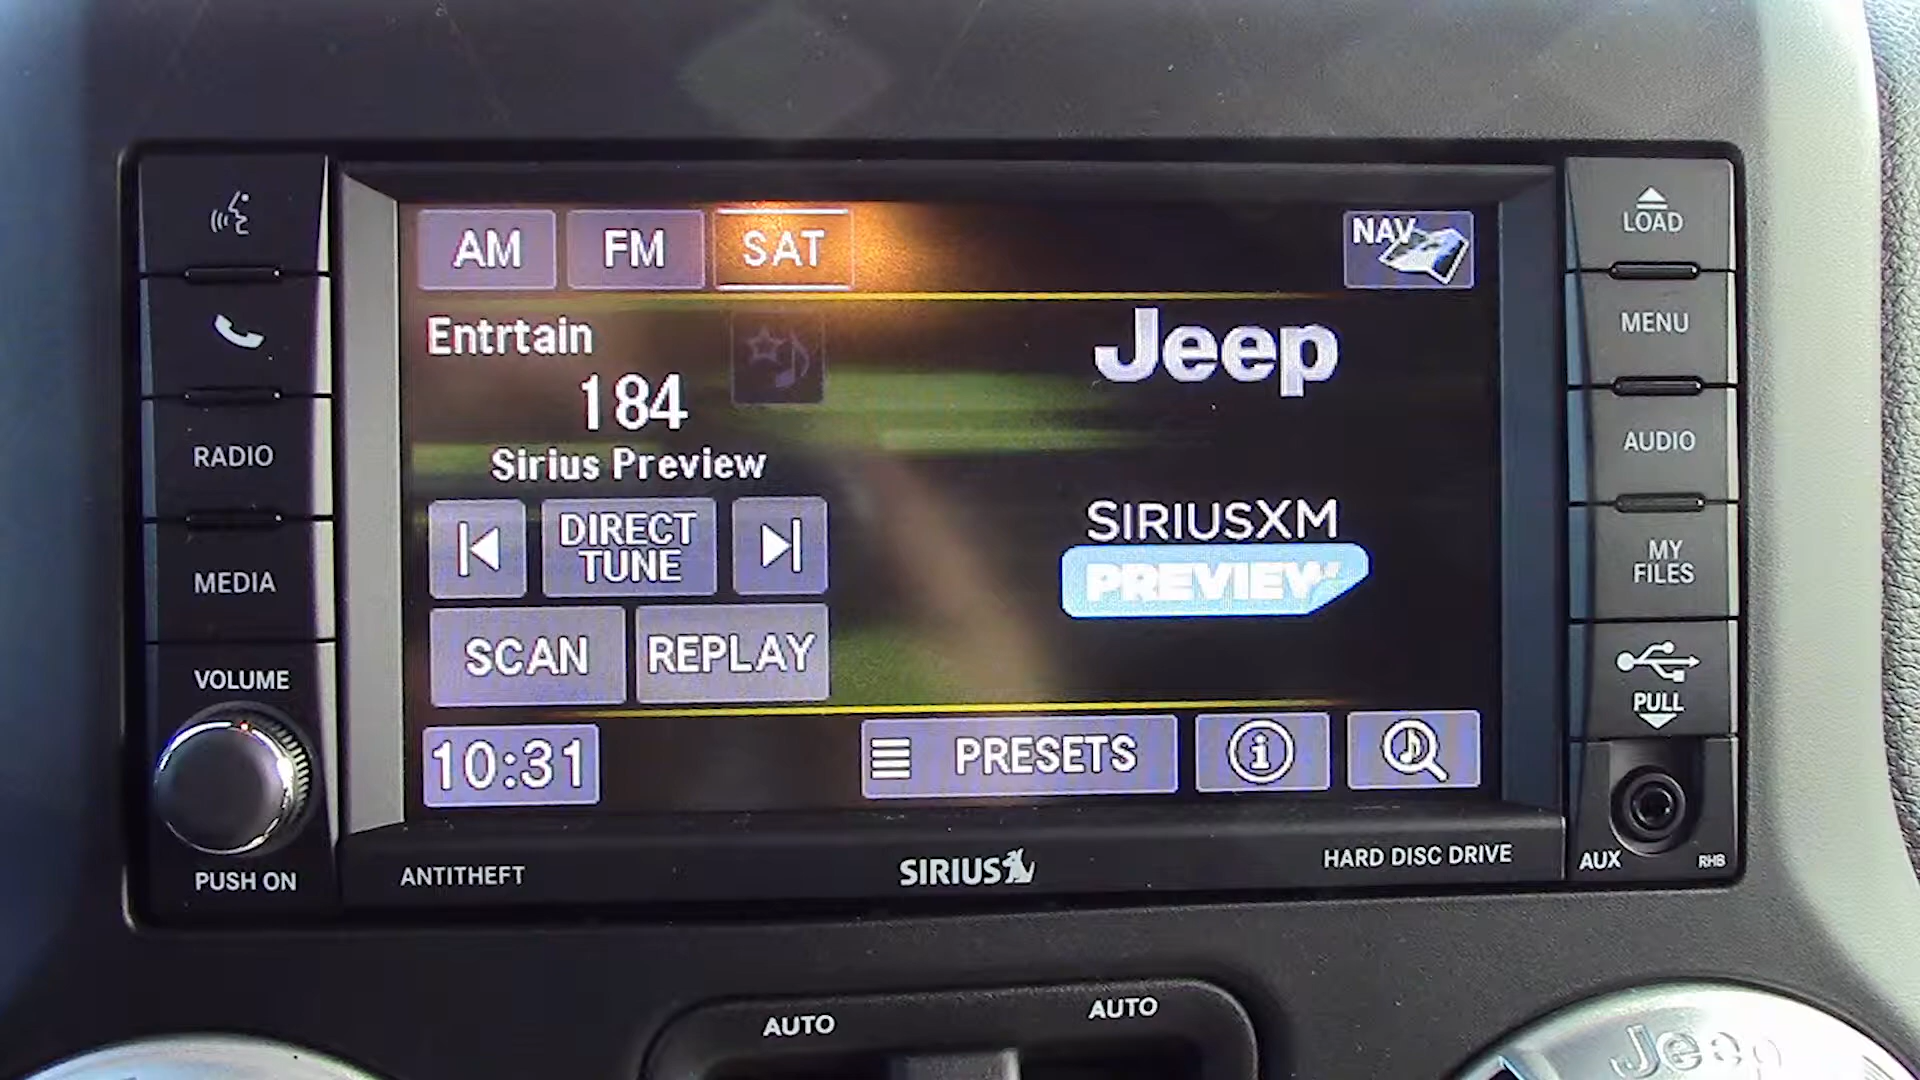 LOAD
AM FM SAT NAV
MENU
Entrtain
Jeep
184
Sirius Preview
AUDIO
RADIO
DIRECT
TUNE
SIRIUSXM
PREVIEW
MY
FILES
MEDIA
SCAN REPLAY
VOLUME
PULL
10:31 PRESETS i
PUSH ON
ANTITHEFT
SIRIUS
HARD DISC DRIVE
AUX RHB
AUTO AUTO
Jeep